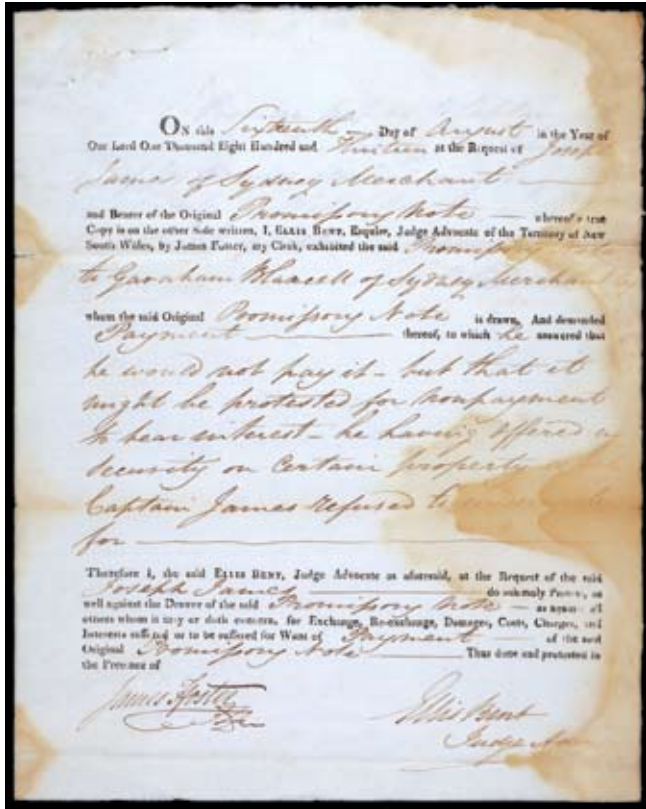 ON this Sixteenth Day of August in the Year of
Our Lord One Thousand Eight Hundred and Thirteen at the Request of Joseph
James of Sydney Merchant
and Bearer of the Original Promissory Note — whereof a true
Copy is on the other Side written, I, ELLIS BENT, Esquire, Judge Advocate of the Territory of New
South Wales, by James Foster, my Clerk, exhibited the said Promissory
to Garnham Blaxcell of Sydney Merchant
whom the said Original Promissory Note is drawn, And demanded
Payment — thereof, to which he answered that
he would not pay it - but that it
might be protested for nonpayment
to bear interest - he having offered
security on certain property
Captain James refused to
for —
Therefore I, the said ELLIS BENT, Judge Advocate as aforesaid, at the Request of the said
Joseph James — do solemnly Protest, as
well against the Drawer of the said Promissory Note — as against all
others whom it may or doth concern, for Exchange, Re-exchange, Damages, Costs, Charges, and
Interests suffered or to be suffered for Want of Payment — of the said
Original Promissory Note — Thus done and protested in
the Presence of
James Foster
Ellis Bent
Judge